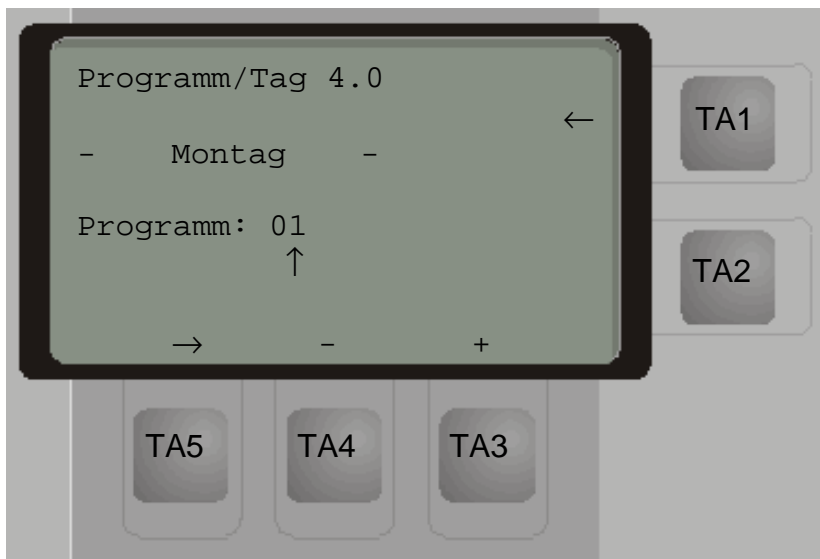 Programm/Tag 4.0
←
- Montag -
Programm: 01
↑
→ - +
TA1
TA2
TA5 TA4 TA3